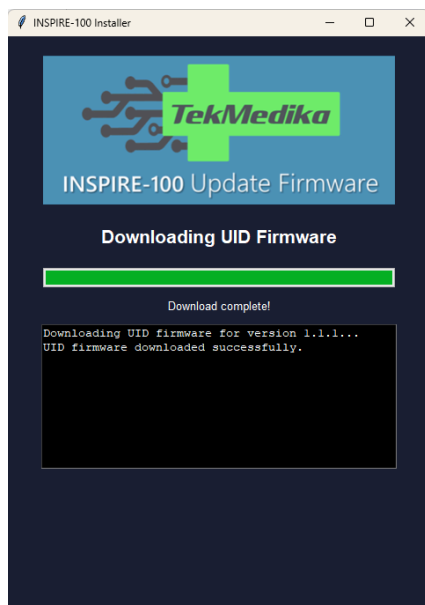 INSPIRE-100 Installer
TekMedika
INSPIRE-100 Update Firmware
Downloading UID Firmware
Download complete!
Downloading UID firmware for version 1.1.1...
UID firmware downloaded successfully.